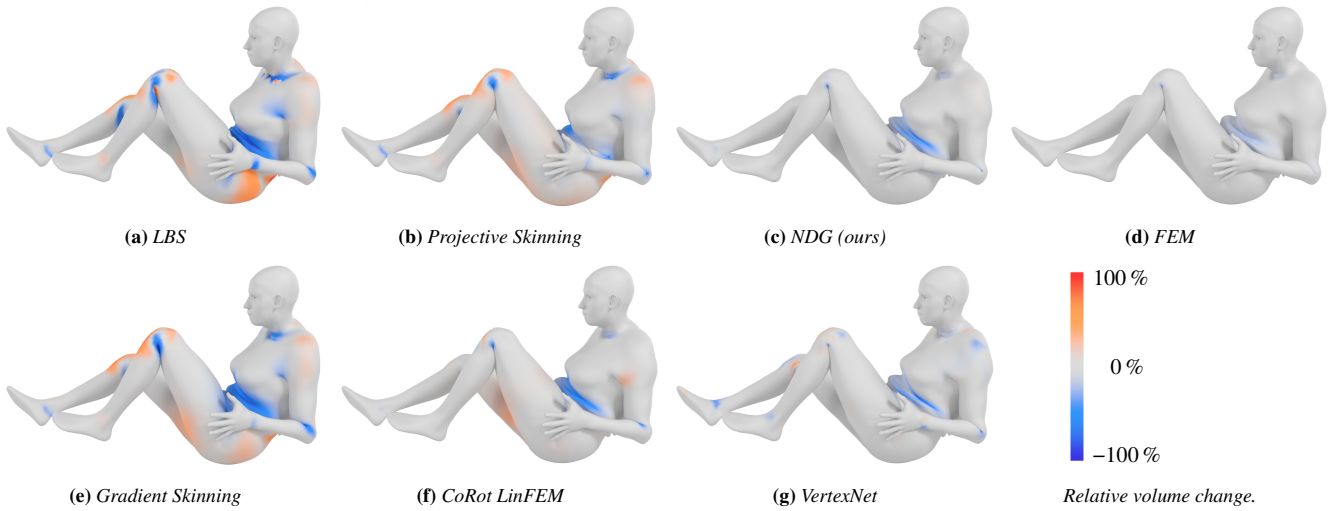 (a) LBS
(b) Projective Skinning
(c) NDG (ours)
(d) FEM
100 %
0 %
−100 %
(e) Gradient Skinning
(f) CoRot LinFEM
(g) VertexNet
Relative volume change.